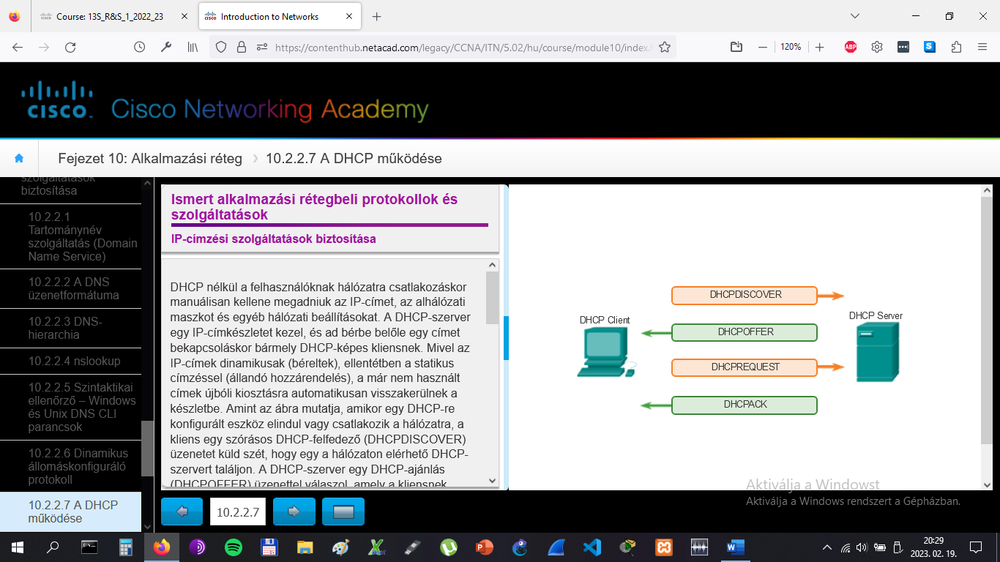 Course: 13S_R&S_1_2022_23
Introduction to Networks
https://contenthub.netacad.com/legacy/CCNA/ITN/5.02/hu/course/module10/index.
120%
ABP
S
CISCO
Cisco Networking Academy
Fejezet 10: Alkalmazási réteg
10.2.2.7 A DHCP működése
szolgáltatások
biztosítása
10.2.2.1
Tartománynév
szolgáltatás (Domain
Name Service)
10.2.2.2 A DNS
üzenetformátuma
10.2.2.3 DNS-
hierarchia
10.2.2.4 nslookup
10.2.2.5 Szintaktikai
ellenőrző – Windows
és Unix DNS CLI
parancsok
10.2.2.6 Dinamikus
állomáskonfiguráló
protokoll
10.2.2.7 A DHCP
működése
Ismert alkalmazási rétegbeli protokollok és
szolgáltatások
IP-címzési szolgáltatások biztosítása
DHCP nélkül a felhasználóknak hálózatra csatlakozáskor
manuálisan kellene megadniuk az IP-címet, az alhálózati
maszkot és egyéb hálózati beállításokat. A DHCP-szerver
egy IP-címkészletet kezel, és ad bérbe belőle egy címet
bekapcsoláskor bármely DHCP-képes kliensnek. Mivel az
IP-címek dinamikusak (béreltek), ellentétben a statikus
címzéssel (állandó hozzárendelés), a már nem használt
címek újbóli kiosztásra automatikusan visszakerülnek a
készletbe. Amint az ábra mutatja, amikor egy DHCP-re
konfigurált eszköz elindul vagy csatlakozik a hálózatra, a
kliens egy szórásos DHCP-felfedező (DHCPDISCOVER)
üzenetet küld szét, hogy egy a hálózaton elérhető DHCP-
szervert találjon. A DHCP-szerver egy DHCP-ajánlás
(DHCPOFFER) üzenettel válaszol, amely a kliensnek
10.2.2.7
DHCP Client
DHCPDISCOVER
DHCPOFFER
DHCPREQUEST
DHCPACK
DHCP Server
Aktiválja a Windowst
Aktiválja a Windows rendszert a Gépházban.
20:29
2023. 02. 19.